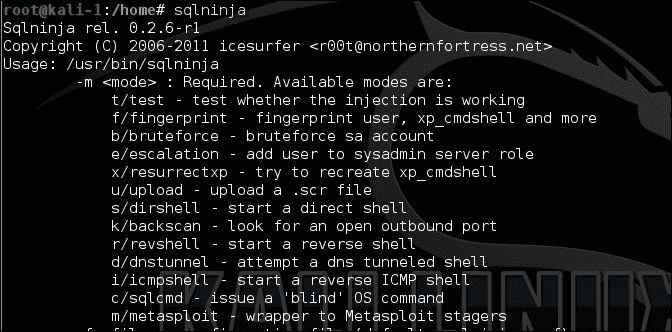 root@kali-1:/home# sqlninja
Sqlninja rel. 0.2.6-r1
Copyright (C) 2006-2011 icesurfer <r00t@northernfortress.net>
Usage: /usr/bin/sqlninja
-m <mode> : Required. Available modes are:
t/test - test whether the injection is working
f/fingerprint - fingerprint user, xp_cmdshell and more
b/bruteforce - bruteforce sa account
e/escalation - add user to sysadmin server role
x/resurrectxp - try to recreate xp_cmdshell
u/upload - upload a .scr file
s/dirshell - start a direct shell
k/backscan - look for an open outbound port
r/revshell - start a reverse shell
d/dnstunnel - attempt a dns tunneled shell
i/icmpshell - start a reverse ICMP shell
c/sqlcmd - issue a 'blind' OS command
m/metasploit - wrapper to Metasploit stagers
KALI LINUX